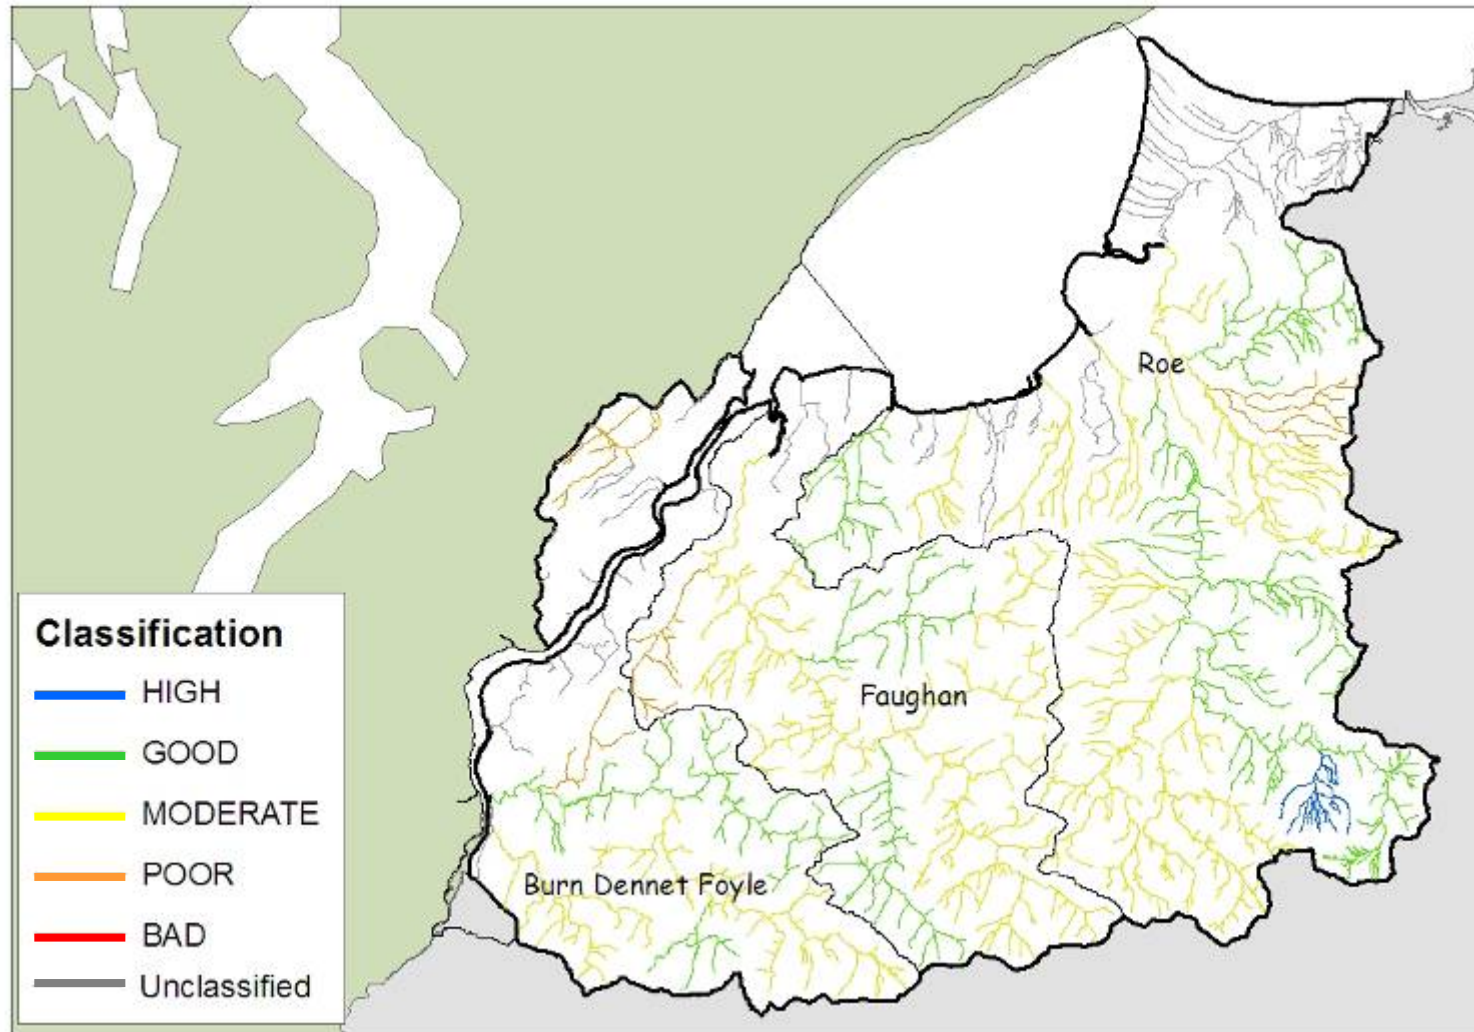 Roe
Faughan
Burn Dennet Foyle
Classification
HIGH
GOOD
MODERATE
POOR
BAD
Unclassified